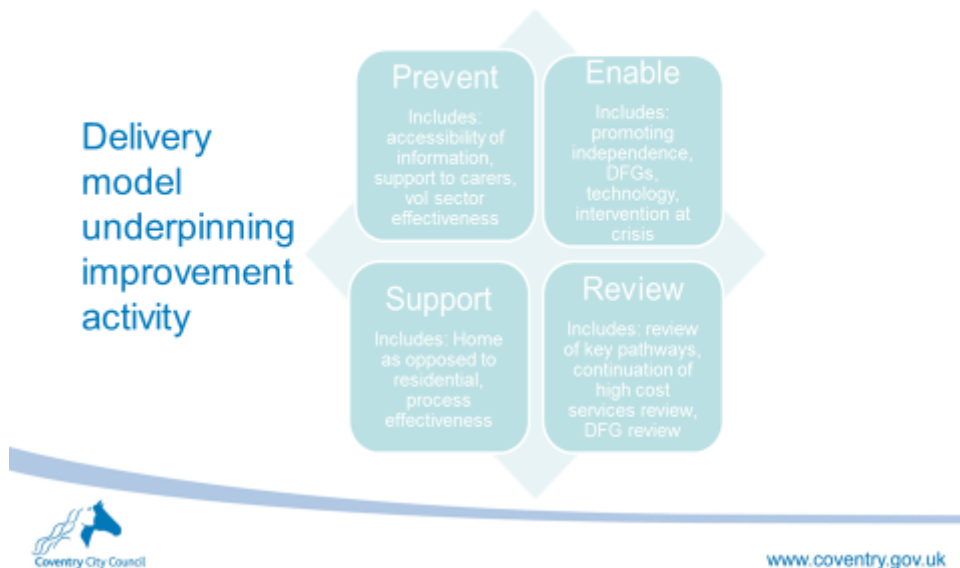 Delivery
model
underpinning
improvement
activity
Prevent
Includes:
accessibility of
information,
support to carers,
vol sector
effectiveness
Enable
Includes:
promoting
independence,
DFGs,
technology,
intervention at
crisis
Support
Includes: Home
as opposed to
residential,
process
effectiveness
Review
Includes: review
of key pathways,
continuation of
high cost
services review,
DFG review
Coventry City Council
www.coventry.gov.uk